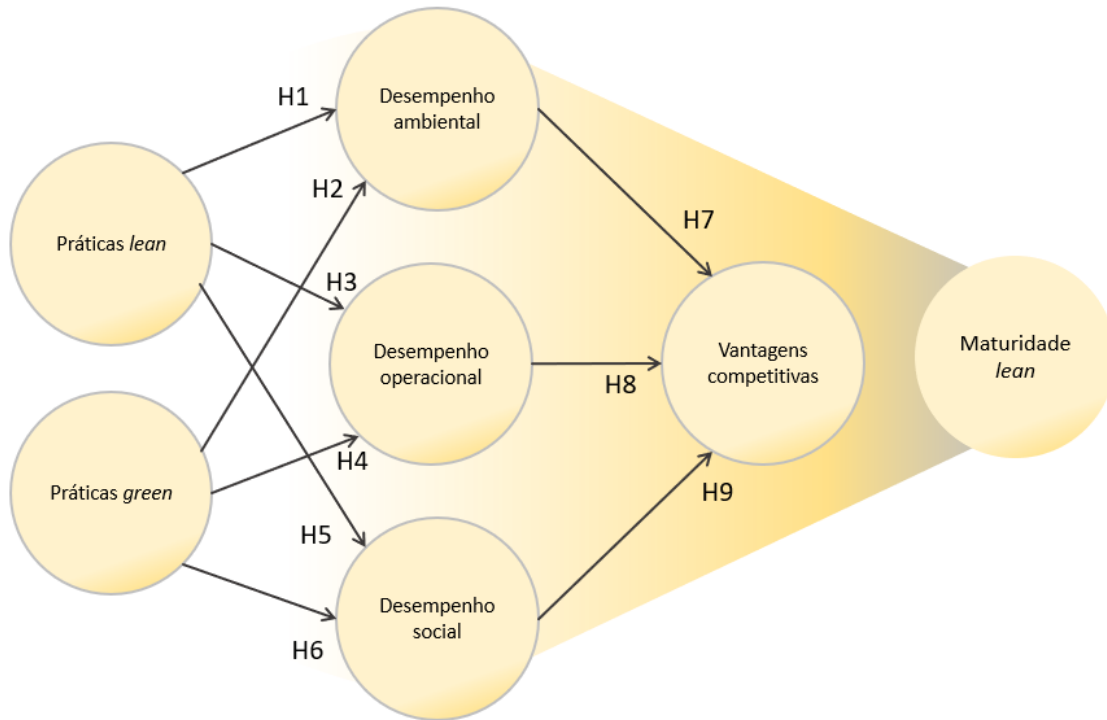 H1
Desempenho
ambiental
H2
Práticas lean
H7
H3
Desempenho
operacional
Vantagens
competitivas
Maturidade
lean
H8
H4
Práticas green
H9
H5
Desempenho
social
H6